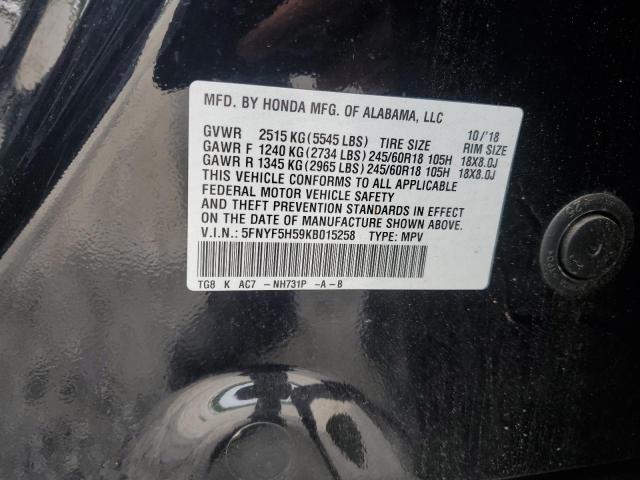 MFD. BY HONDA MFG. OF ALABAMA, LLC
10/'18
GVWR 2515 KG (5545 LBS) TIRE SIZE RIM SIZE
GAWR F 1240 KG (2734 LBS) 245/60R18 105H 18X8.0J
GAWR R 1345 KG (2965 LBS) 245/60R18 105H 18X8.0J
THIS VEHICLE CONFORMS TO ALL APPLICABLE
FEDERAL MOTOR VEHICLE SAFETY
AND THEFT PREVENTION STANDARDS IN EFFECT
ON THE DATE OF MANUFACTURE SHOWN ABOVE.
V.I.N.: 5FNYF5H59KB015258 TYPE: MPV
TG8 K AC7 -NH731P -A-B